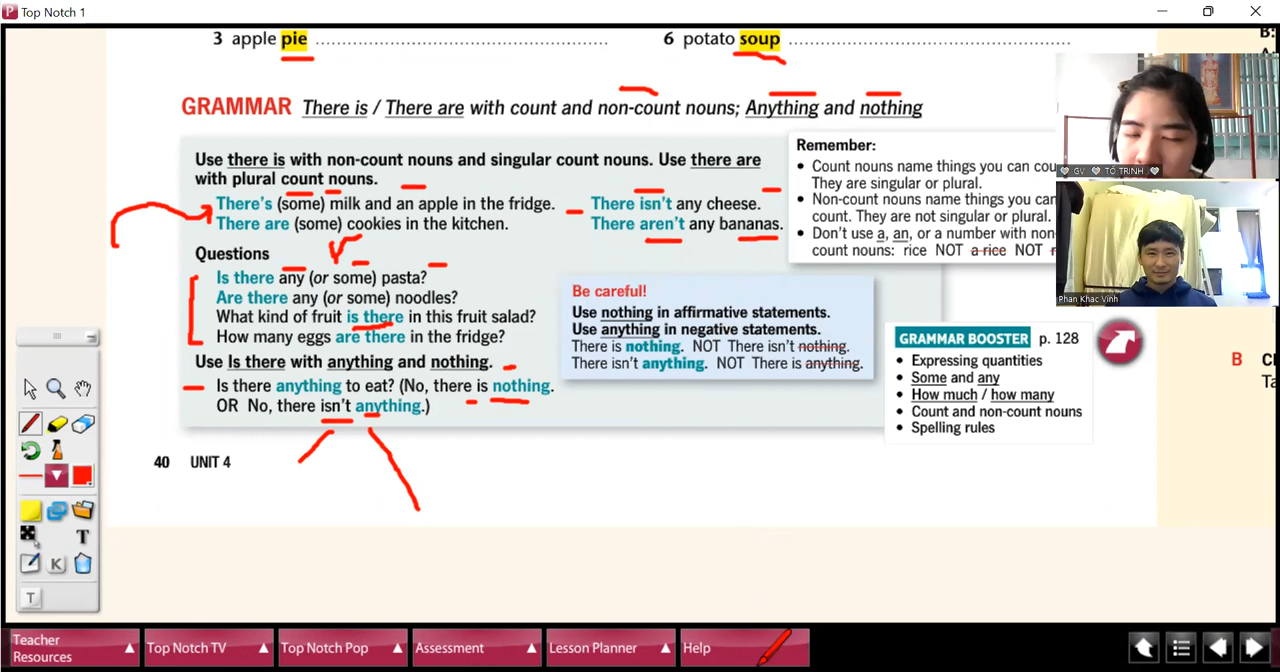 Top Notch 1
3 apple pie
6 potato soup
B:
GRAMMAR There is / There are with count and non-count nouns; Anything and nothing
Use there is with non-count nouns and singular count nouns. Use there are
with plural count nouns.
There's (some) milk and an apple in the fridge.
There are (some) cookies in the kitchen.
There isn't any cheese.
There aren't any bananas.
Questions
Is there any (or some) pasta?
Are there any (or some) noodles?
What kind of fruit is there in this fruit salad?
How many eggs are there in the fridge?
Use Is there with anything and nothing.
Is there anything to eat? (No, there is nothing.
OR No, there isn't anything.)
Be careful!
Use nothing in affirmative statements.
Use anything in negative statements.
There is nothing. NOT There isn't nothing.
There isn't anything. NOT There is anything.
Remember:
• Count nouns name things you can cou
They are singular or plural.
• Non-count nouns name things you can
count. They are not singular or plural.
• Don't use a, an, or a number with non-
count nouns: rice NOT a rice NOT
GV TỐ TRINH
Phan Khac Vinh
GRAMMAR BOOSTER p. 128
• Expressing quantities
• Some and any
• How much / how many
• Count and non-count nouns
• Spelling rules
B
Ta
40 UNIT 4
T
K
T
Teacher
Resources
Top Notch TV
Top Notch Pop
Assessment
Lesson Planner
Help